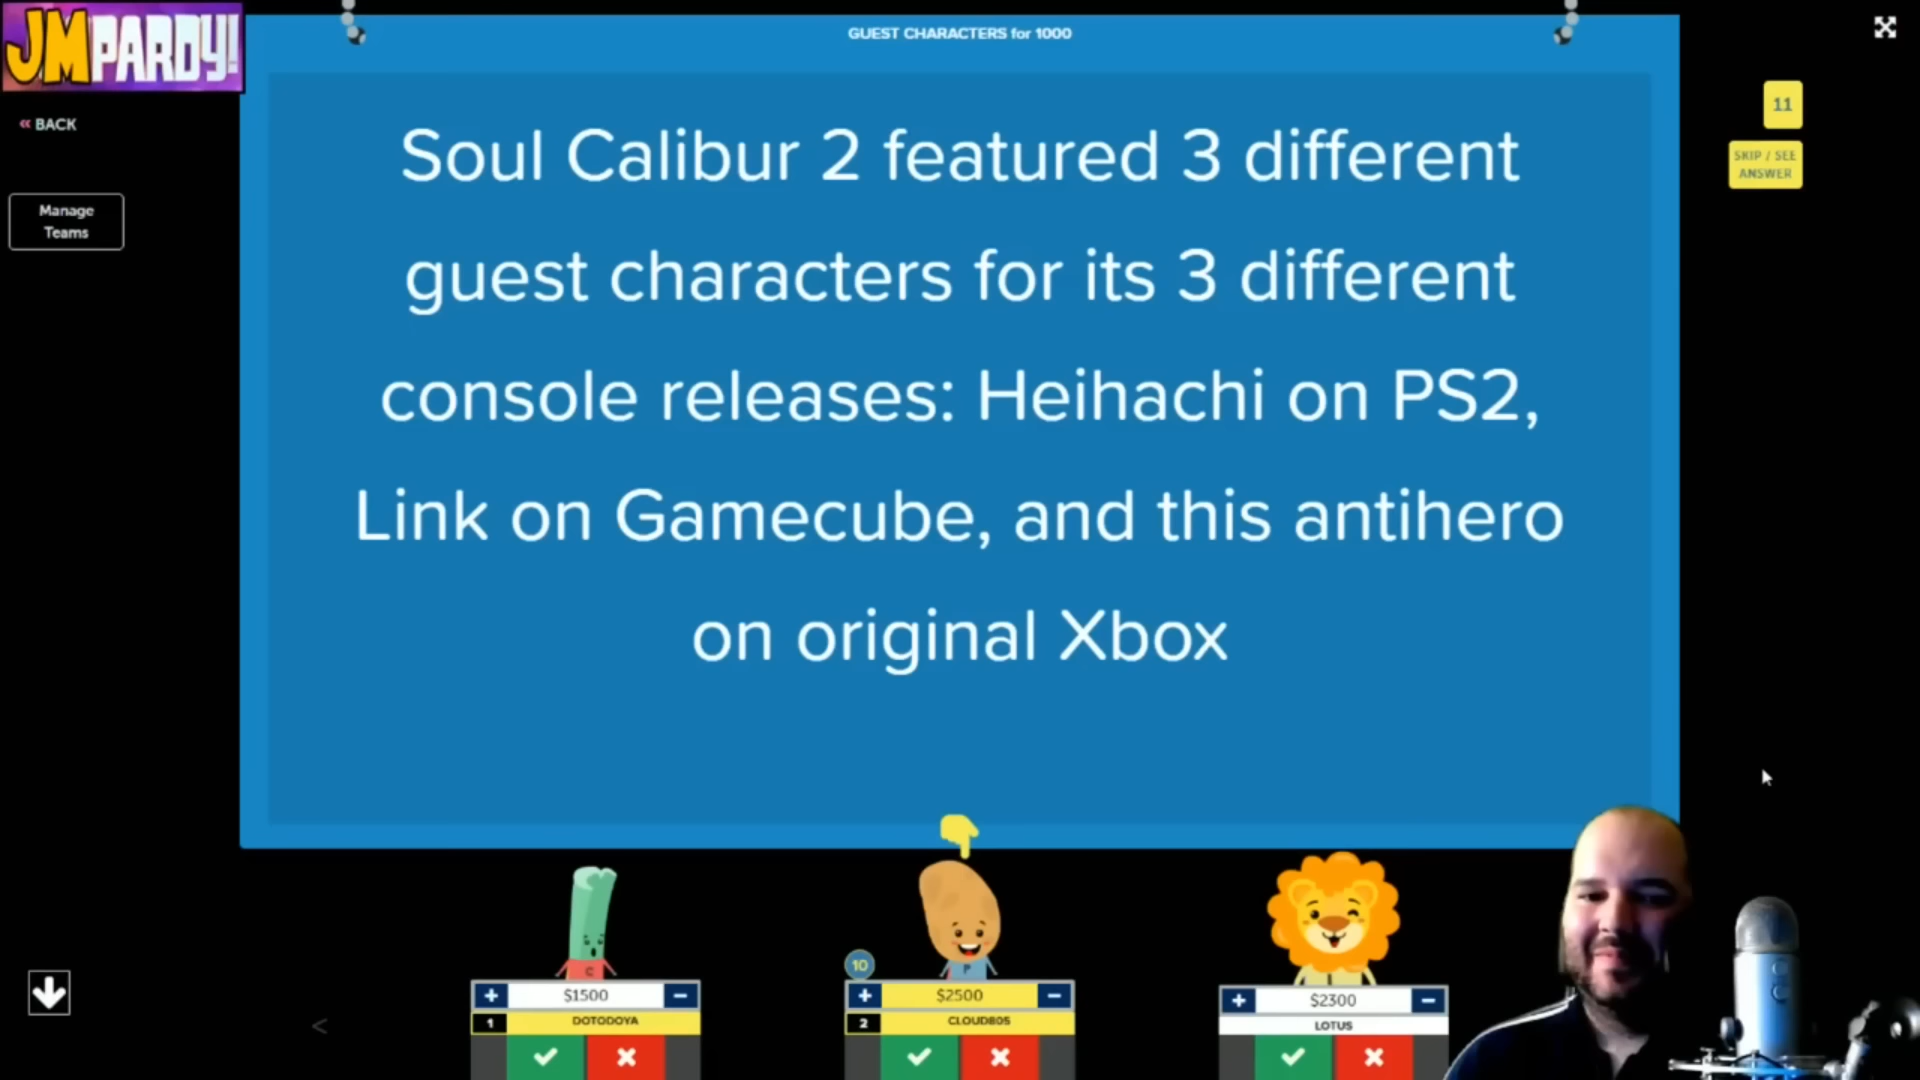 JMPARDY!
GUEST CHARACTERS for 1000
« BACK
11
SKIP / SEE
ANSWER
Manage
Teams
Soul Calibur 2 featured 3 different
guest characters for its 3 different
console releases: Heihachi on PS2,
Link on Gamecube, and this antihero
on original Xbox
C
P
10
+ $1500 −
+ $2500 −
+ $2300 −
1 DOTODOYA
2 CLOUD805
LOTUS
<